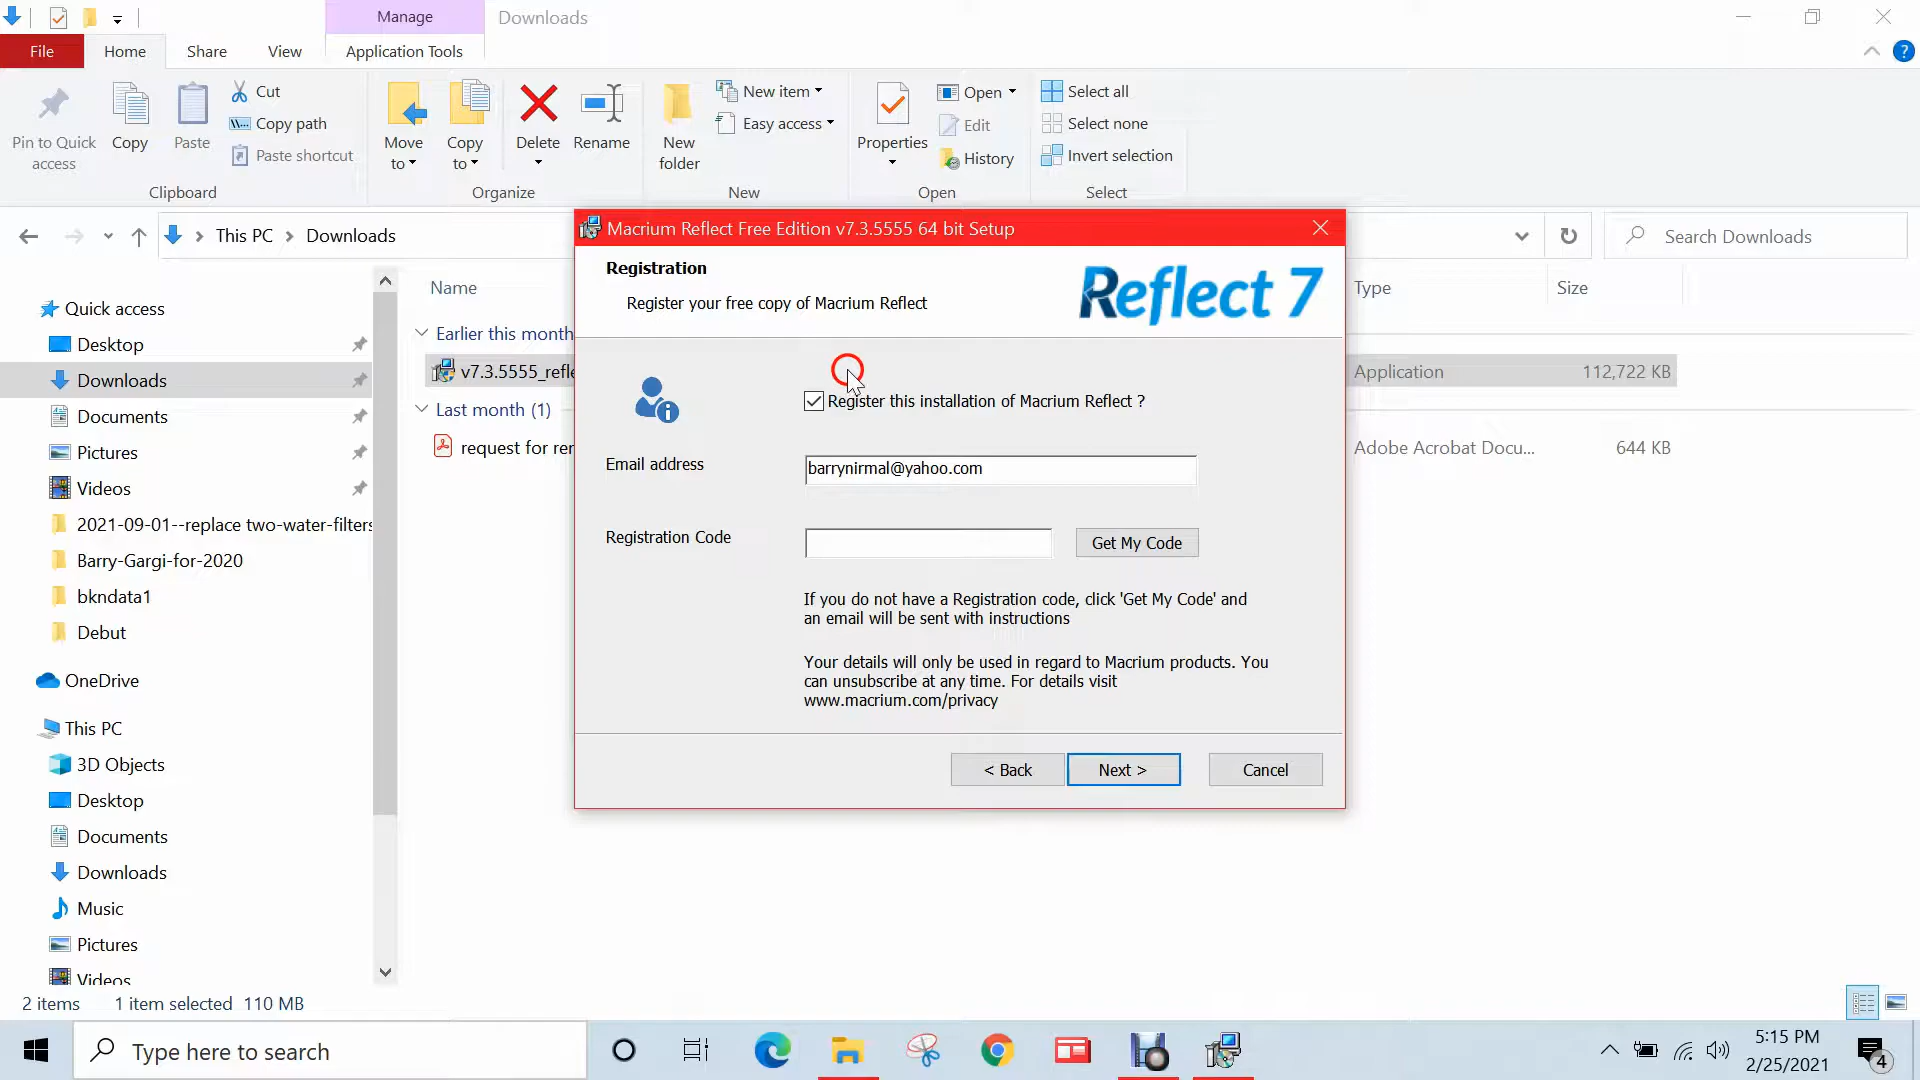 Manage
Downloads
File
Home
Share
View
Application Tools
Pin to Quick
access
Copy
Paste
Cut
Copy path
Paste shortcut
Clipboard
Move
to
Copy
to
Delete
Rename
Organize
New
folder
New item
Easy access
New
Properties
Open
Edit
History
Open
Select all
Select none
Invert selection
Select
This PC
Downloads
Search Downloads
Name
Type
Size
Quick access
Desktop
Downloads
Documents
Pictures
Videos
2021-09-01--replace two-water-filters
Barry-Gargi-for-2020
bkndata1
Debut
OneDrive
This PC
3D Objects
Desktop
Documents
Downloads
Music
Pictures
Videos
Earlier this month
v7.3.5555_refle
Application
112,722 KB
Last month (1)
request for rer
Adobe Acrobat Docu...
644 KB
Macrium Reflect Free Edition v7.3.5555 64 bit Setup
Registration
Register your free copy of Macrium Reflect
Reflect 7
Register this installation of Macrium Reflect ?
Email address
barrynirmal@yahoo.com
Registration Code
Get My Code
If you do not have a Registration code, click 'Get My Code' and
an email will be sent with instructions
Your details will only be used in regard to Macrium products. You
can unsubscribe at any time. For details visit
www.macrium.com/privacy
< Back
Next >
Cancel
2 items
1 item selected
110 MB
Type here to search
5:15 PM
2/25/2021
4